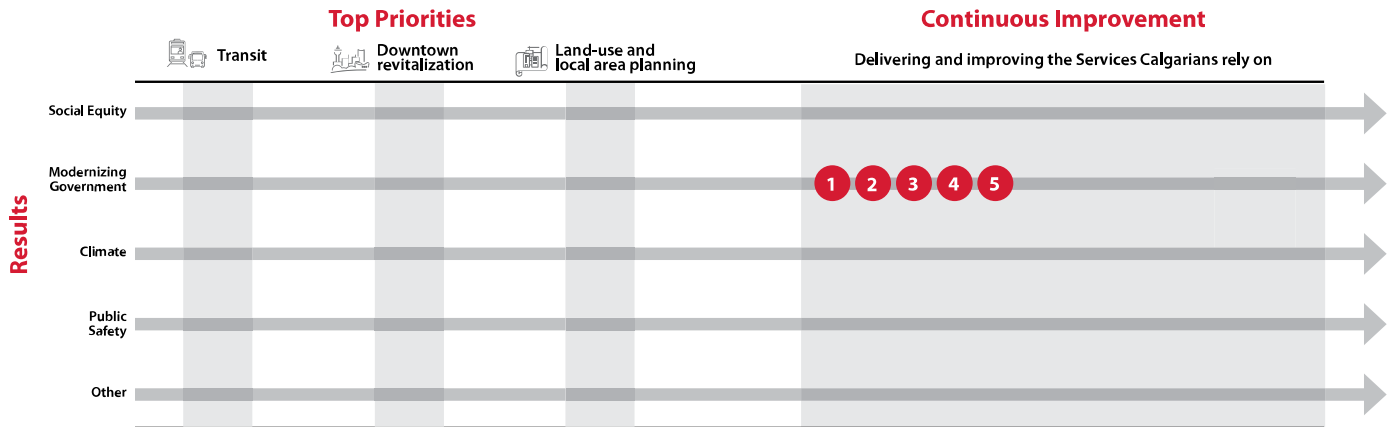 Top Priorities
Continuous Improvement
Transit
Downtown
revitalization
Land-use and
local area planning
Delivering and improving the Services Calgarians rely on
Results
Social Equity
Modernizing
Government
1 2 3 4 5
Climate
Public
Safety
Other